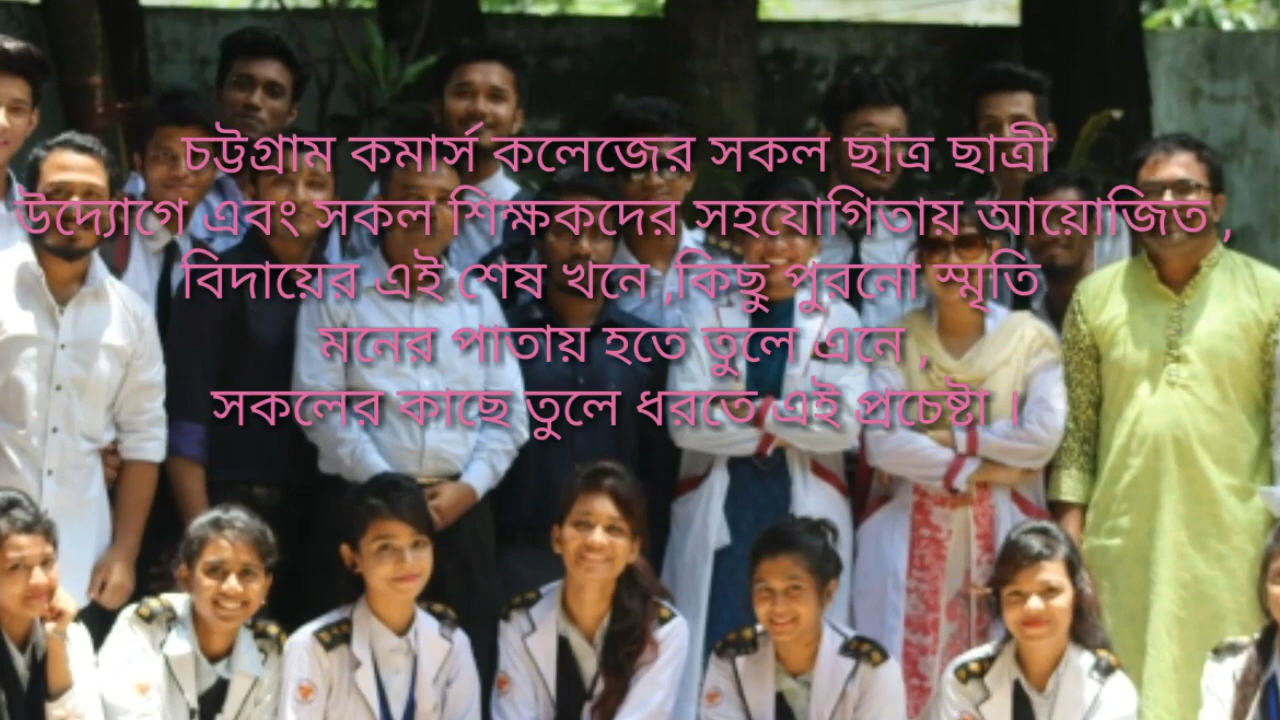 চট্টগ্রাম কমার্স কলেজের সকল ছাত্র ছাত্রী
উদ্যোগে এবং সকল শিক্ষকদের সহযোগিতায় আয়োজিত ,
বিদায়ের এই শেষ খনে ,কিছু পুরনো স্মৃতি
মনের পাতায় হতে তুলে এনে ,
সকলের কাছে তুলে ধরতে এই প্রচেষ্টা ।